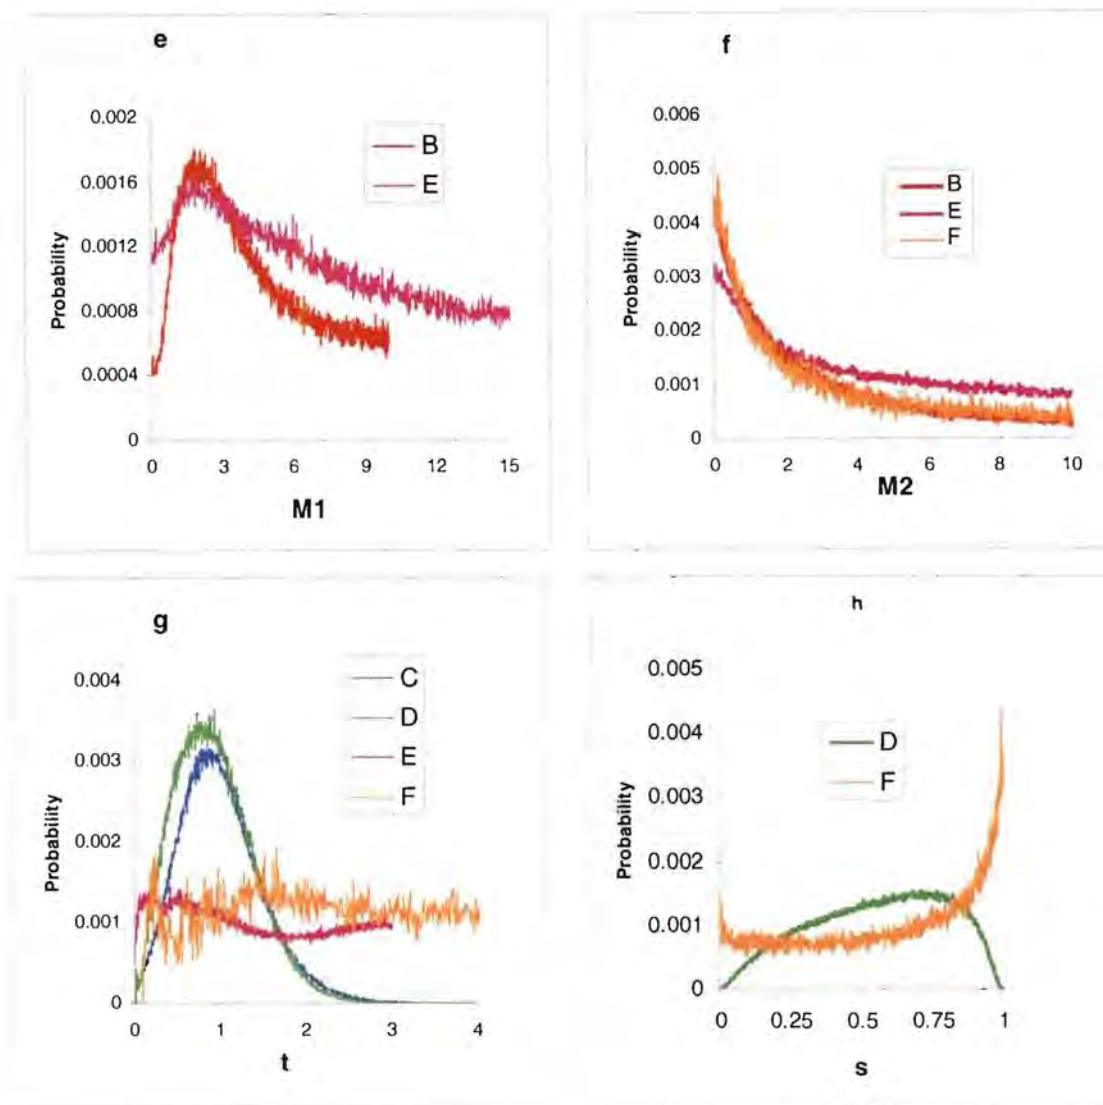 e
0.002
0.0016
0.0012
0.0008
0.0004
0
Probability
B
E
0 3 6 9 12 15
M1
f
0.006
0.005
0.004
0.003
0.002
0.001
0
Probability
B
E
F
0 2 4 6 8 10
M2
g
0.004
0.003
0.002
0.001
0
Probability
C
D
E
F
0 1 2 3 4
t
h
0.005
0.004
0.003
0.002
0.001
0
Probability
D
F
0 0.25 0.5 0.75 1
s